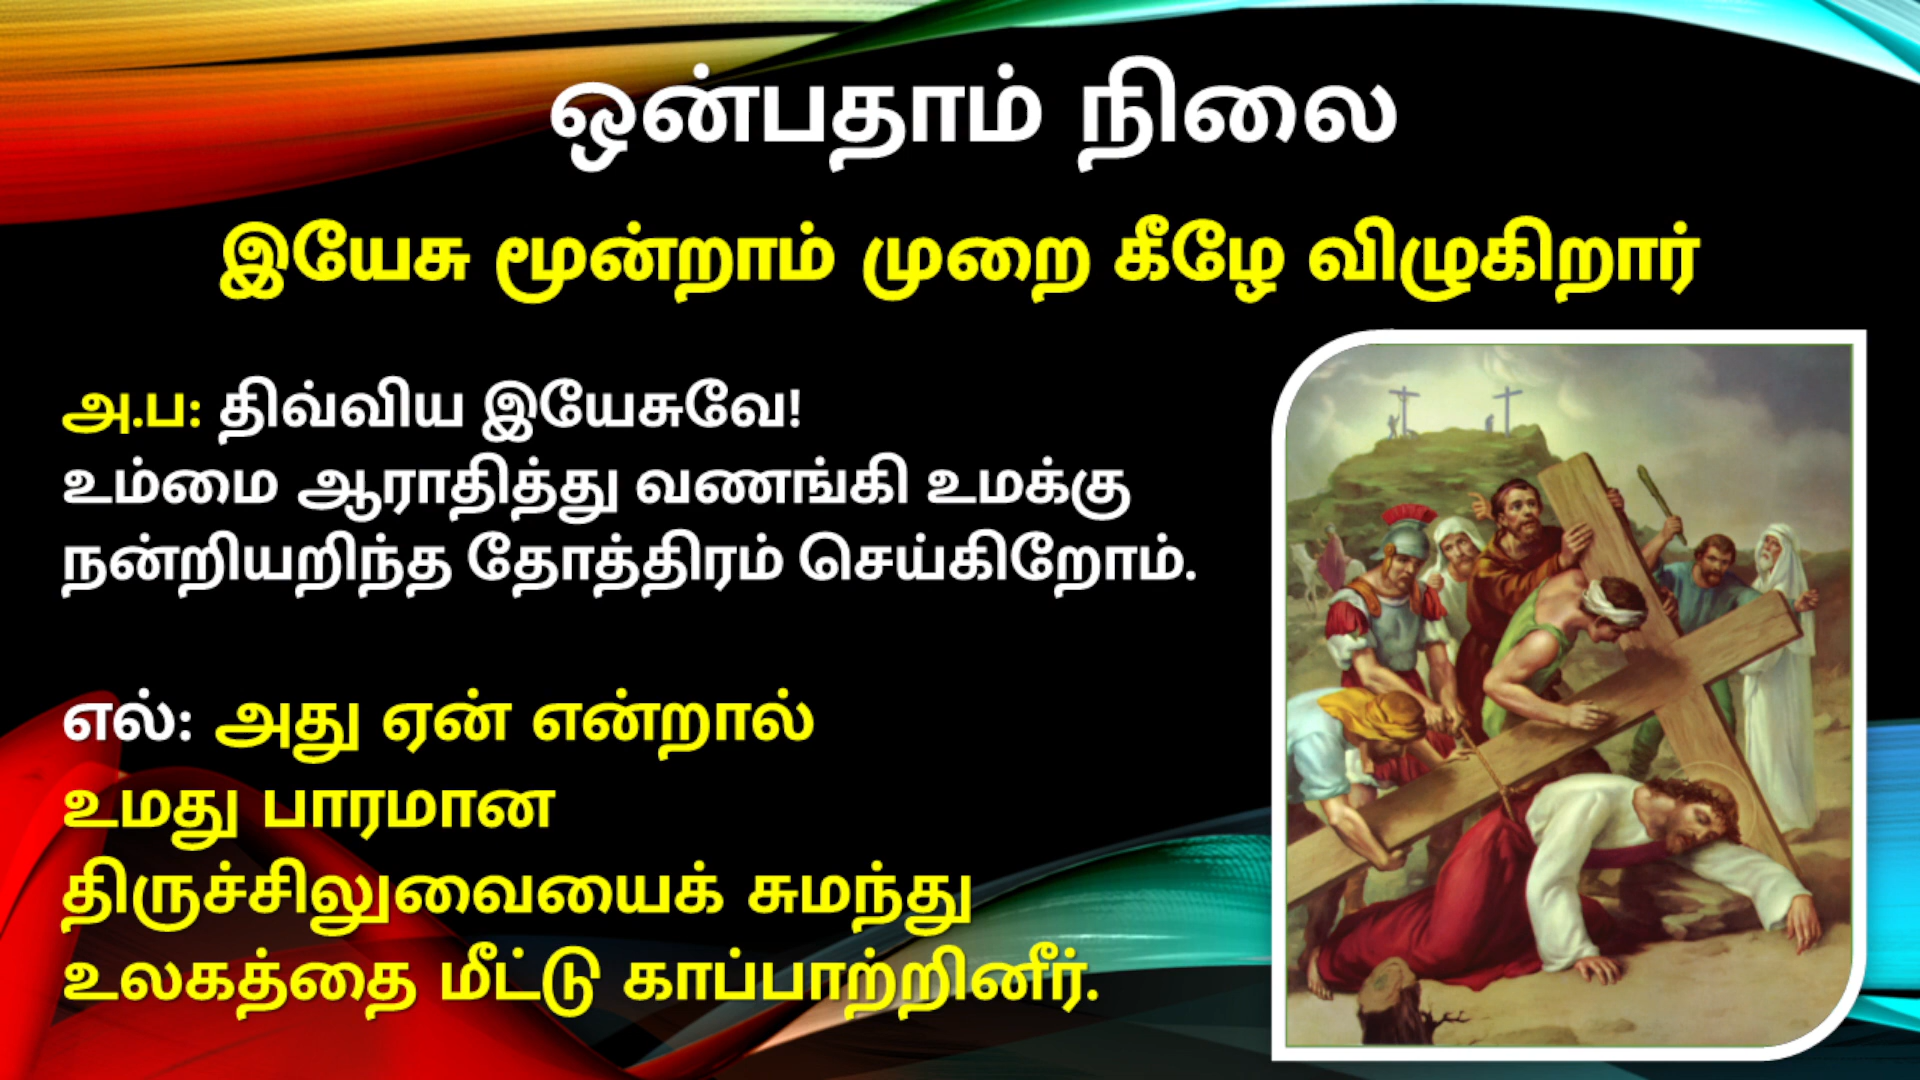 ஒன்பதாம் நிலை
இயேசு மூன்றாம் முறை கீழே விழுகிறார்
அ.ப: திவ்விய இயேசுவே!
உம்மை ஆராதித்து வணங்கி உமக்கு
நன்றியறிந்த தோத்திரம் செய்கிறோம்.
எல்: அது ஏன் என்றால்
உமது பாரமான
திருச்சிலுவையைக் சுமந்து
உலகத்தை மீட்டு காப்பாற்றினீர்.